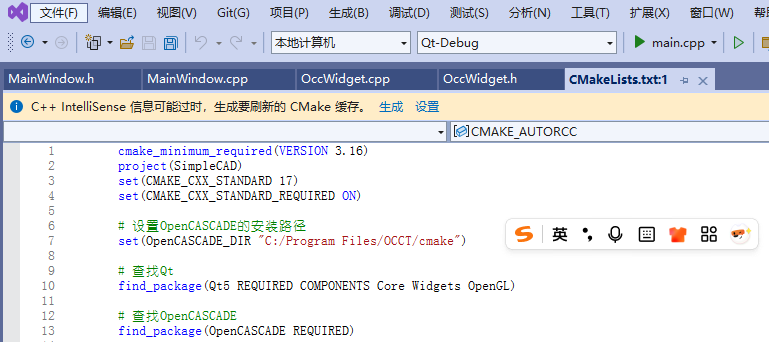 文件(F) 编辑(E) 视图(V) Git(G) 项目(P) 生成(B) 调试(D) 测试(S) 分析(N) 工具(T) 扩展(X) 窗口(W)
本地计算机 Qt-Debug main.cpp
MainWindow.h MainWindow.cpp OccWidget.cpp OccWidget.h CMakeLists.txt:1
C++ IntelliSense 信息可能过时，生成要刷新的 CMake 缓存。 生成 设置
CMAKE_AUTORCC
1 cmake_minimum_required(VERSION 3.16)
2 project(SimpleCAD)
3 set(CMAKE_CXX_STANDARD 17)
4 set(CMAKE_CXX_STANDARD_REQUIRED ON)
5
6 # 设置OpenCASCADE的安装路径
7 set(OpenCASCADE_DIR "C:/Program Files/OCCT/cmake")
8
9 # 查找Qt
10 find_package(Qt5 REQUIRED COMPONENTS Core Widgets OpenGL)
11
12 # 查找OpenCASCADE
13 find_package(OpenCASCADE REQUIRED)
英